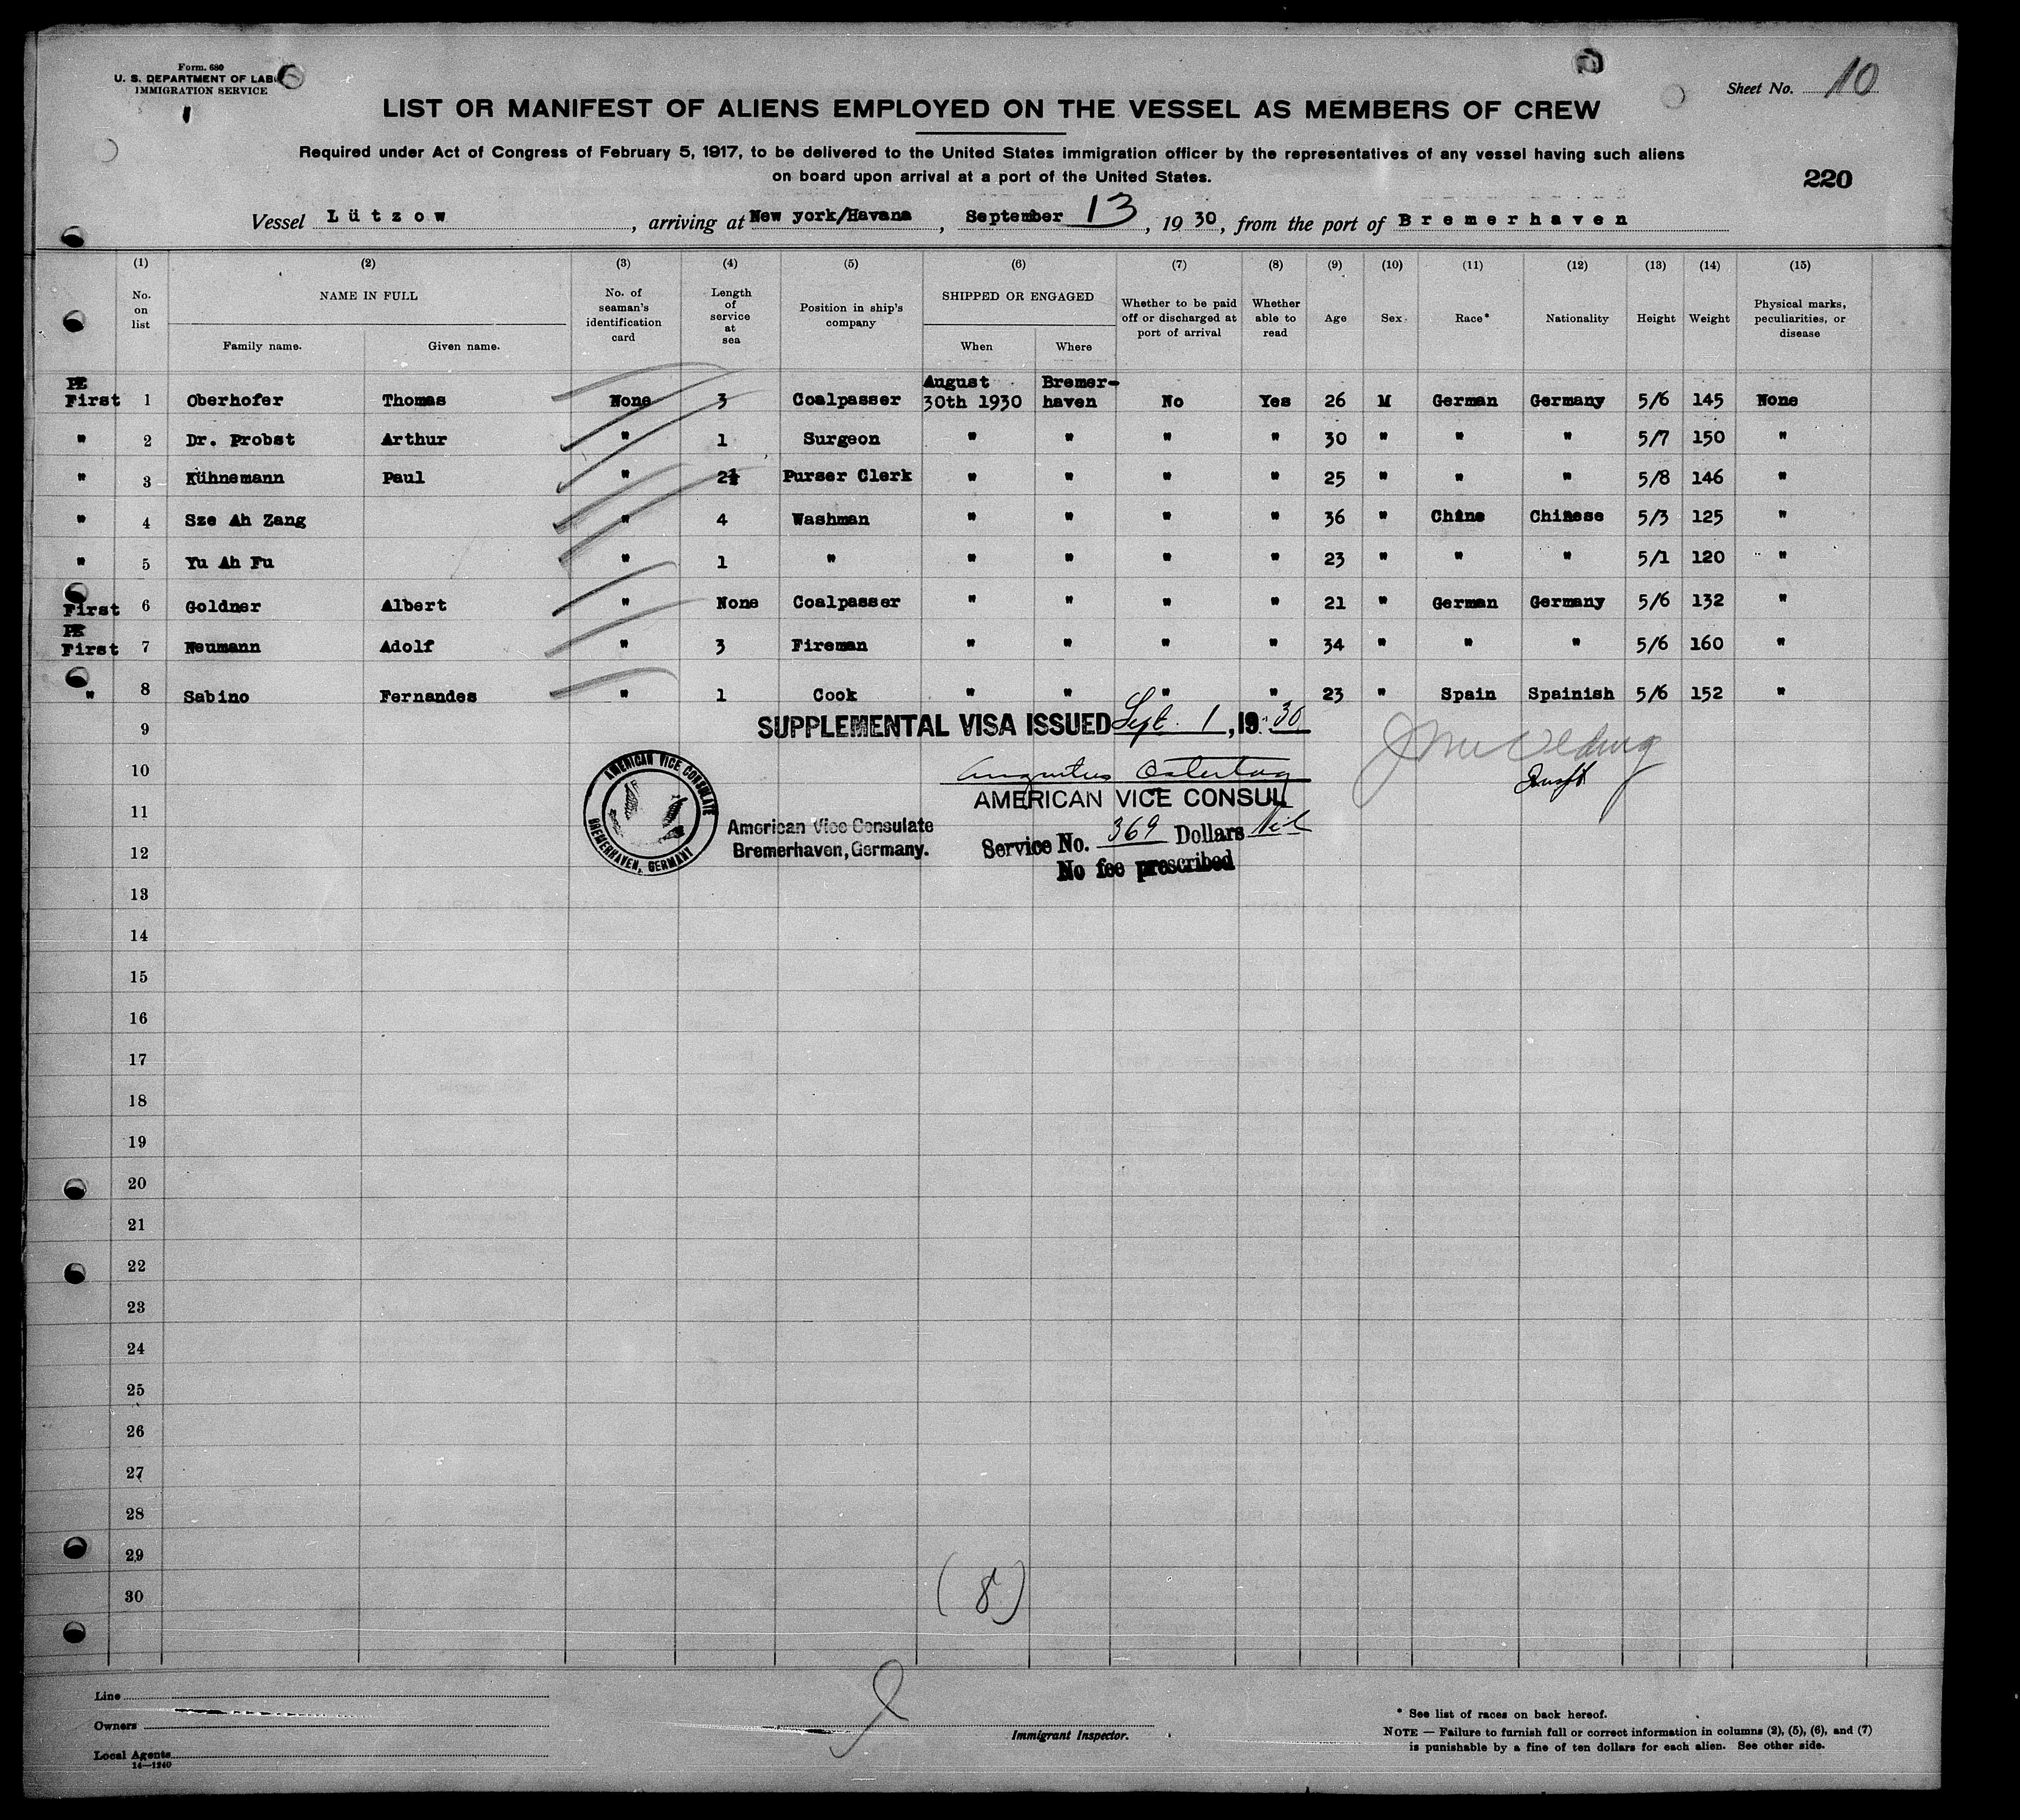 Form. 680
U. S. DEPARTMENT OF LABO
IMMIGRATION SERVICE
Sheet No. 10
LIST OR MANIFEST OF ALIENS EMPLOYED ON THE VESSEL AS MEMBERS OF CREW
Required under Act of Congress of February 5, 1917, to be delivered to the United States immigration officer by the representatives of any vessel having such aliens
on board upon arrival at a port of the United States.
220
Vessel Lützow, arriving at New york/Havana, September 13, 1930, from the port of Bremerhaven
(1) (2) (3) (4) (5) (6) (7) (8) (9) (10) (11) (12) (13) (14) (15)
No. on list NAME IN FULL Family name. Given name. No. of seaman's identification card Length of service at sea Position in ship's company SHIPPED OR ENGAGED When Where Whether to be paid off or discharged at port of arrival Whether able to read Age Sex Race* Nationality Height Weight Physical marks, peculiarities, or disease
First 1 Oberhofer Thomas None 3 Coalpasser August 30th 1930 Bremer-haven No Yes 26 M German Germany 5/6 145 None
" 2 Dr. Probst Arthur " 1 Surgeon " " " " 30 " " " 5/7 150 "
" 3 Kühnemann Paul " 2½ Purser Clerk " " " " 25 " " " 5/8 146 "
" 4 Sze Ah Zang " 4 Washman " " " " 36 " Chine Chinese 5/3 125 "
" 5 Yu Ah Fu " 1 " " " " " 23 " " " 5/1 120 "
First 6 Goldner Albert " None Coalpasser " " " " 21 " German Germany 5/6 132 "
First 7 Neumann Adolf " 3 Fireman " " " " 34 " " " 5/6 160 "
" 8 Sabino Fernandes " 1 Cook " " " " 23 " Spain Spainish 5/6 152 "
9
SUPPLEMENTAL VISA ISSUED Sept. 1, 1930
10
AMERICAN VICE CONSUL
AMERICAN VICE CONSULATE
BREMERHAVEN, GERMANY
11
American Vice Consulate
Bremerhaven, Germany.
Service No. 369 Dollars Nil
12
No fee prescribed
13
14
15
16
17
18
19
20
21
22
23
24
25
26
27
28
29
30
(8)
Line
Owners
Local Agents
14—1240
Immigrant Inspector.
* See list of races on back hereof.
NOTE — Failure to furnish full or correct information in columns (2), (5), (6), and (7)
is punishable by a fine of ten dollars for each alien. See other side.